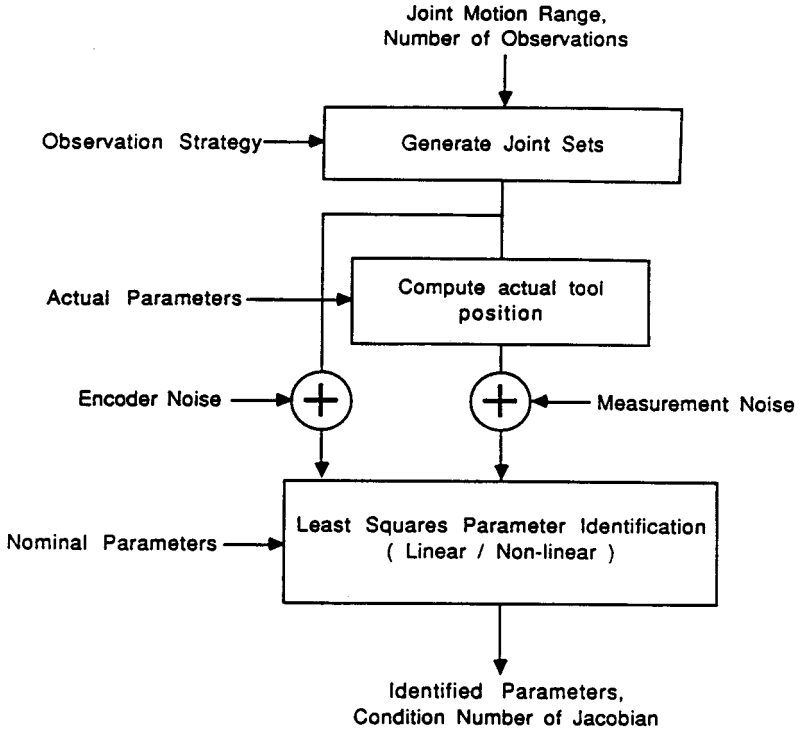 Joint Motion Range,
Number of Observations
Observation Strategy
Generate Joint Sets
Actual Parameters
Compute actual tool
position
Encoder Noise
+
+
Measurement Noise
Nominal Parameters
Least Squares Parameter Identification
( Linear / Non-linear )
Identified Parameters,
Condition Number of Jacobian